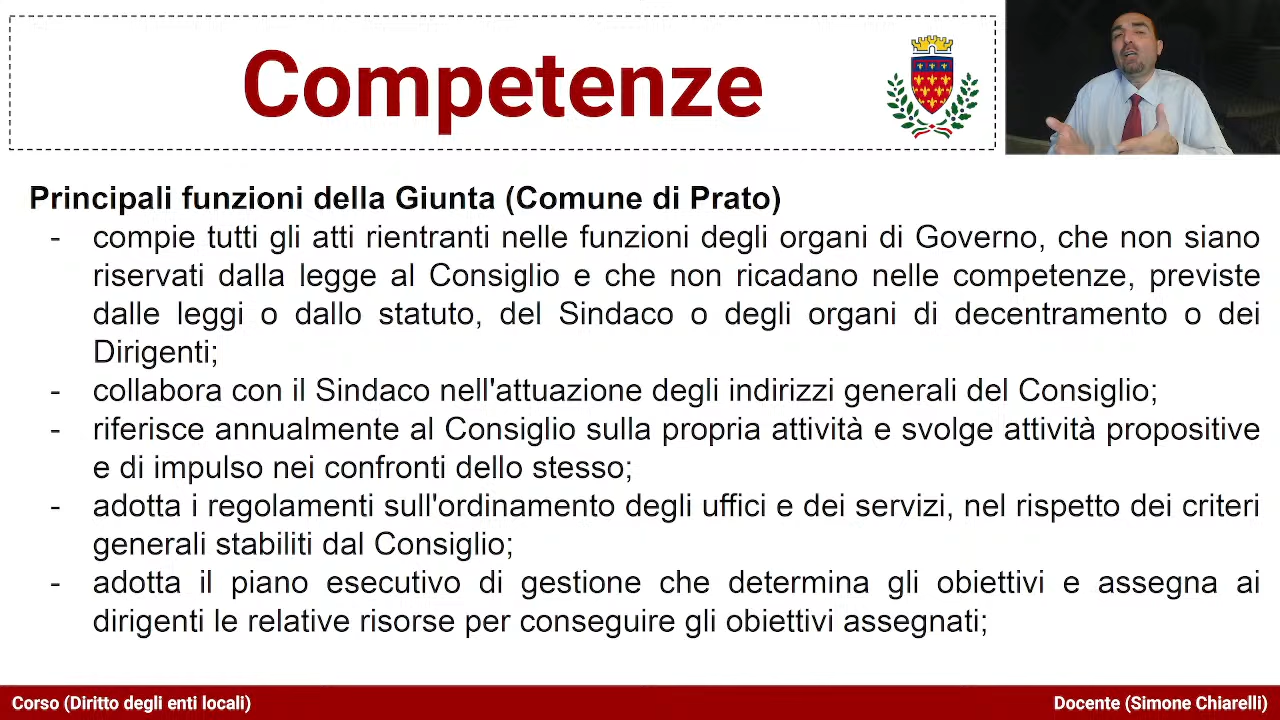 Competenze
Principali funzioni della Giunta (Comune di Prato)
- compie tutti gli atti rientranti nelle funzioni degli organi di Governo, che non siano
riservati dalla legge al Consiglio e che non ricadano nelle competenze, previste
dalle leggi o dallo statuto, del Sindaco o degli organi di decentramento o dei
Dirigenti;
- collabora con il Sindaco nell'attuazione degli indirizzi generali del Consiglio;
- riferisce annualmente al Consiglio sulla propria attività e svolge attività propositive
e di impulso nei confronti dello stesso;
- adotta i regolamenti sull'ordinamento degli uffici e dei servizi, nel rispetto dei criteri
generali stabiliti dal Consiglio;
- adotta il piano esecutivo di gestione che determina gli obiettivi e assegna ai
dirigenti le relative risorse per conseguire gli obiettivi assegnati;
Corso (Diritto degli enti locali)
Docente (Simone Chiarelli)